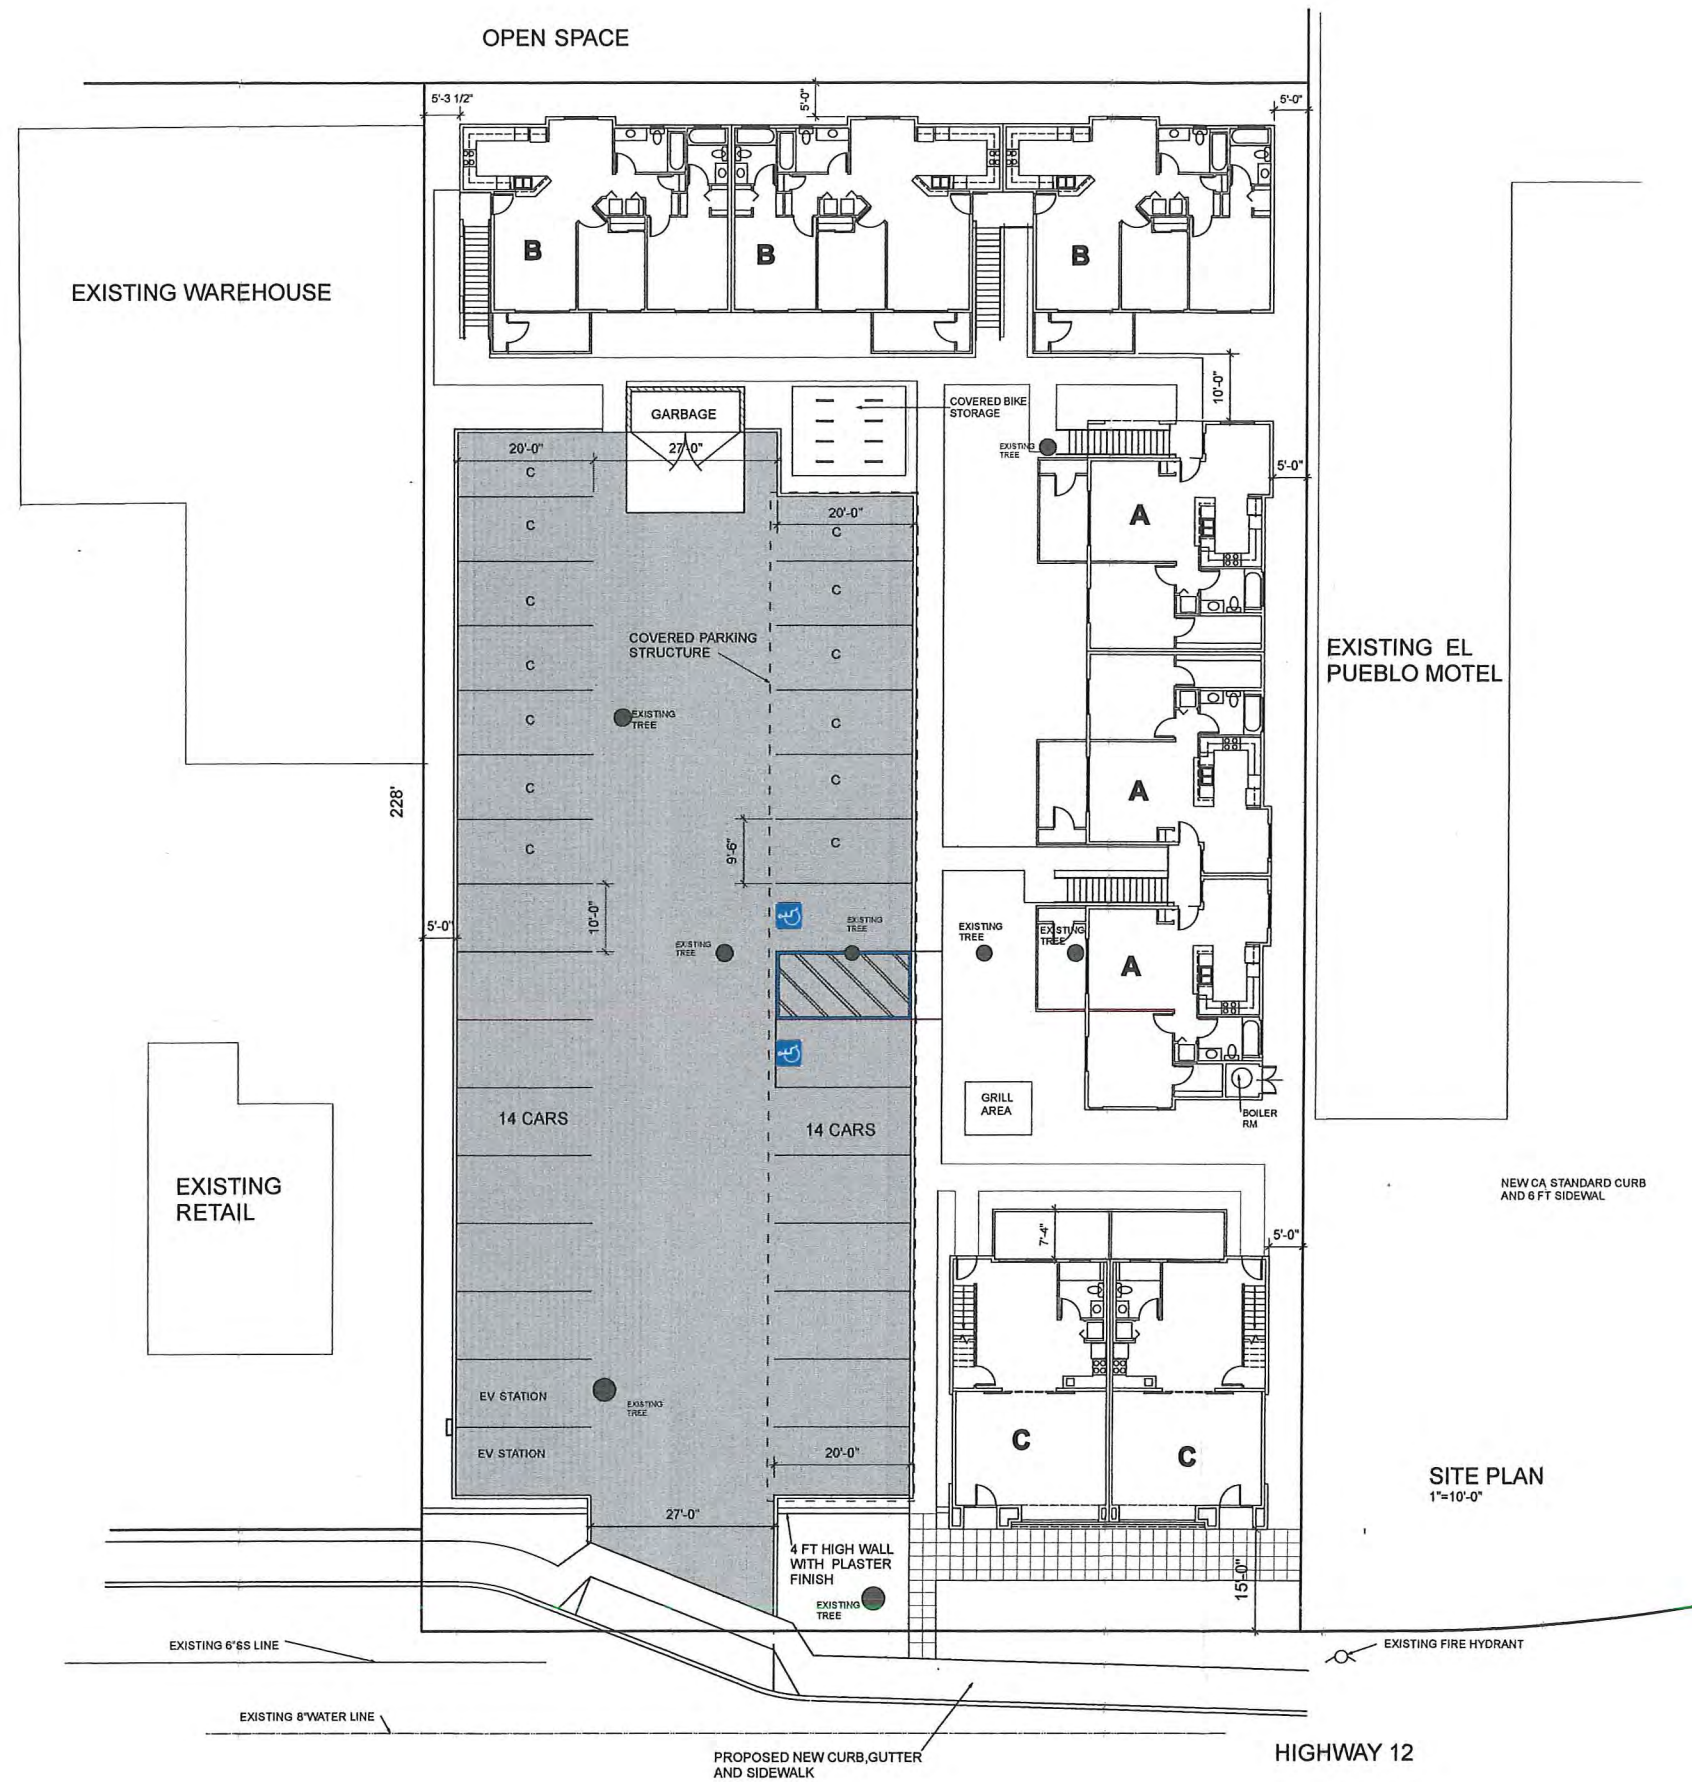 OPEN SPACE
5'-3 1/2"
5'-0"
5'-0"
B
B
B
EXISTING WAREHOUSE
GARBAGE
COVERED BIKE
STORAGE
10'-0"
EXISTING
TREE
20'-0"
27'-0"
5'-0"
C
20'-0"
C
C
A
C
C
C
COVERED PARKING
STRUCTURE
C
C
EXISTING EL
PUEBLO MOTEL
EXISTING
TREE
C
C
228'
C
C
A
9'-6"
C
C
10'-0"
5'-0"
EXISTING
TREE
EXISTING
TREE
EXISTING
TREE
EXISTING
TREE
A
GRILL
AREA
BOILER
RM
14 CARS
14 CARS
EXISTING
RETAIL
NEW CA STANDARD CURB
AND 6 FT SIDEWAL
7'-4"
5'-0"
EV STATION
EXISTING
TREE
EV STATION
20'-0"
C
C
SITE PLAN
1"=10'-0"
27'-0"
4 FT HIGH WALL
WITH PLASTER
FINISH
15'-0"
EXISTING
TREE
EXISTING 6"SS LINE
EXISTING FIRE HYDRANT
EXISTING 8"WATER LINE
PROPOSED NEW CURB,GUTTER
AND SIDEWALK
HIGHWAY 12